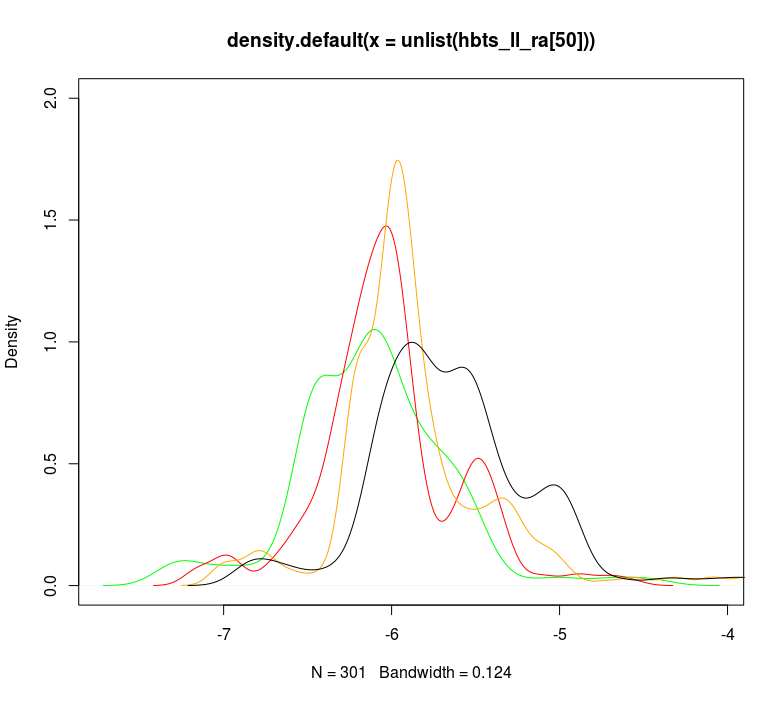 density.default(x = unlist(hbts_ll_ra[50]))
Density
2.0
1.5
1.0
0.5
0.0
-7 -6 -5 -4
N = 301 Bandwidth = 0.124